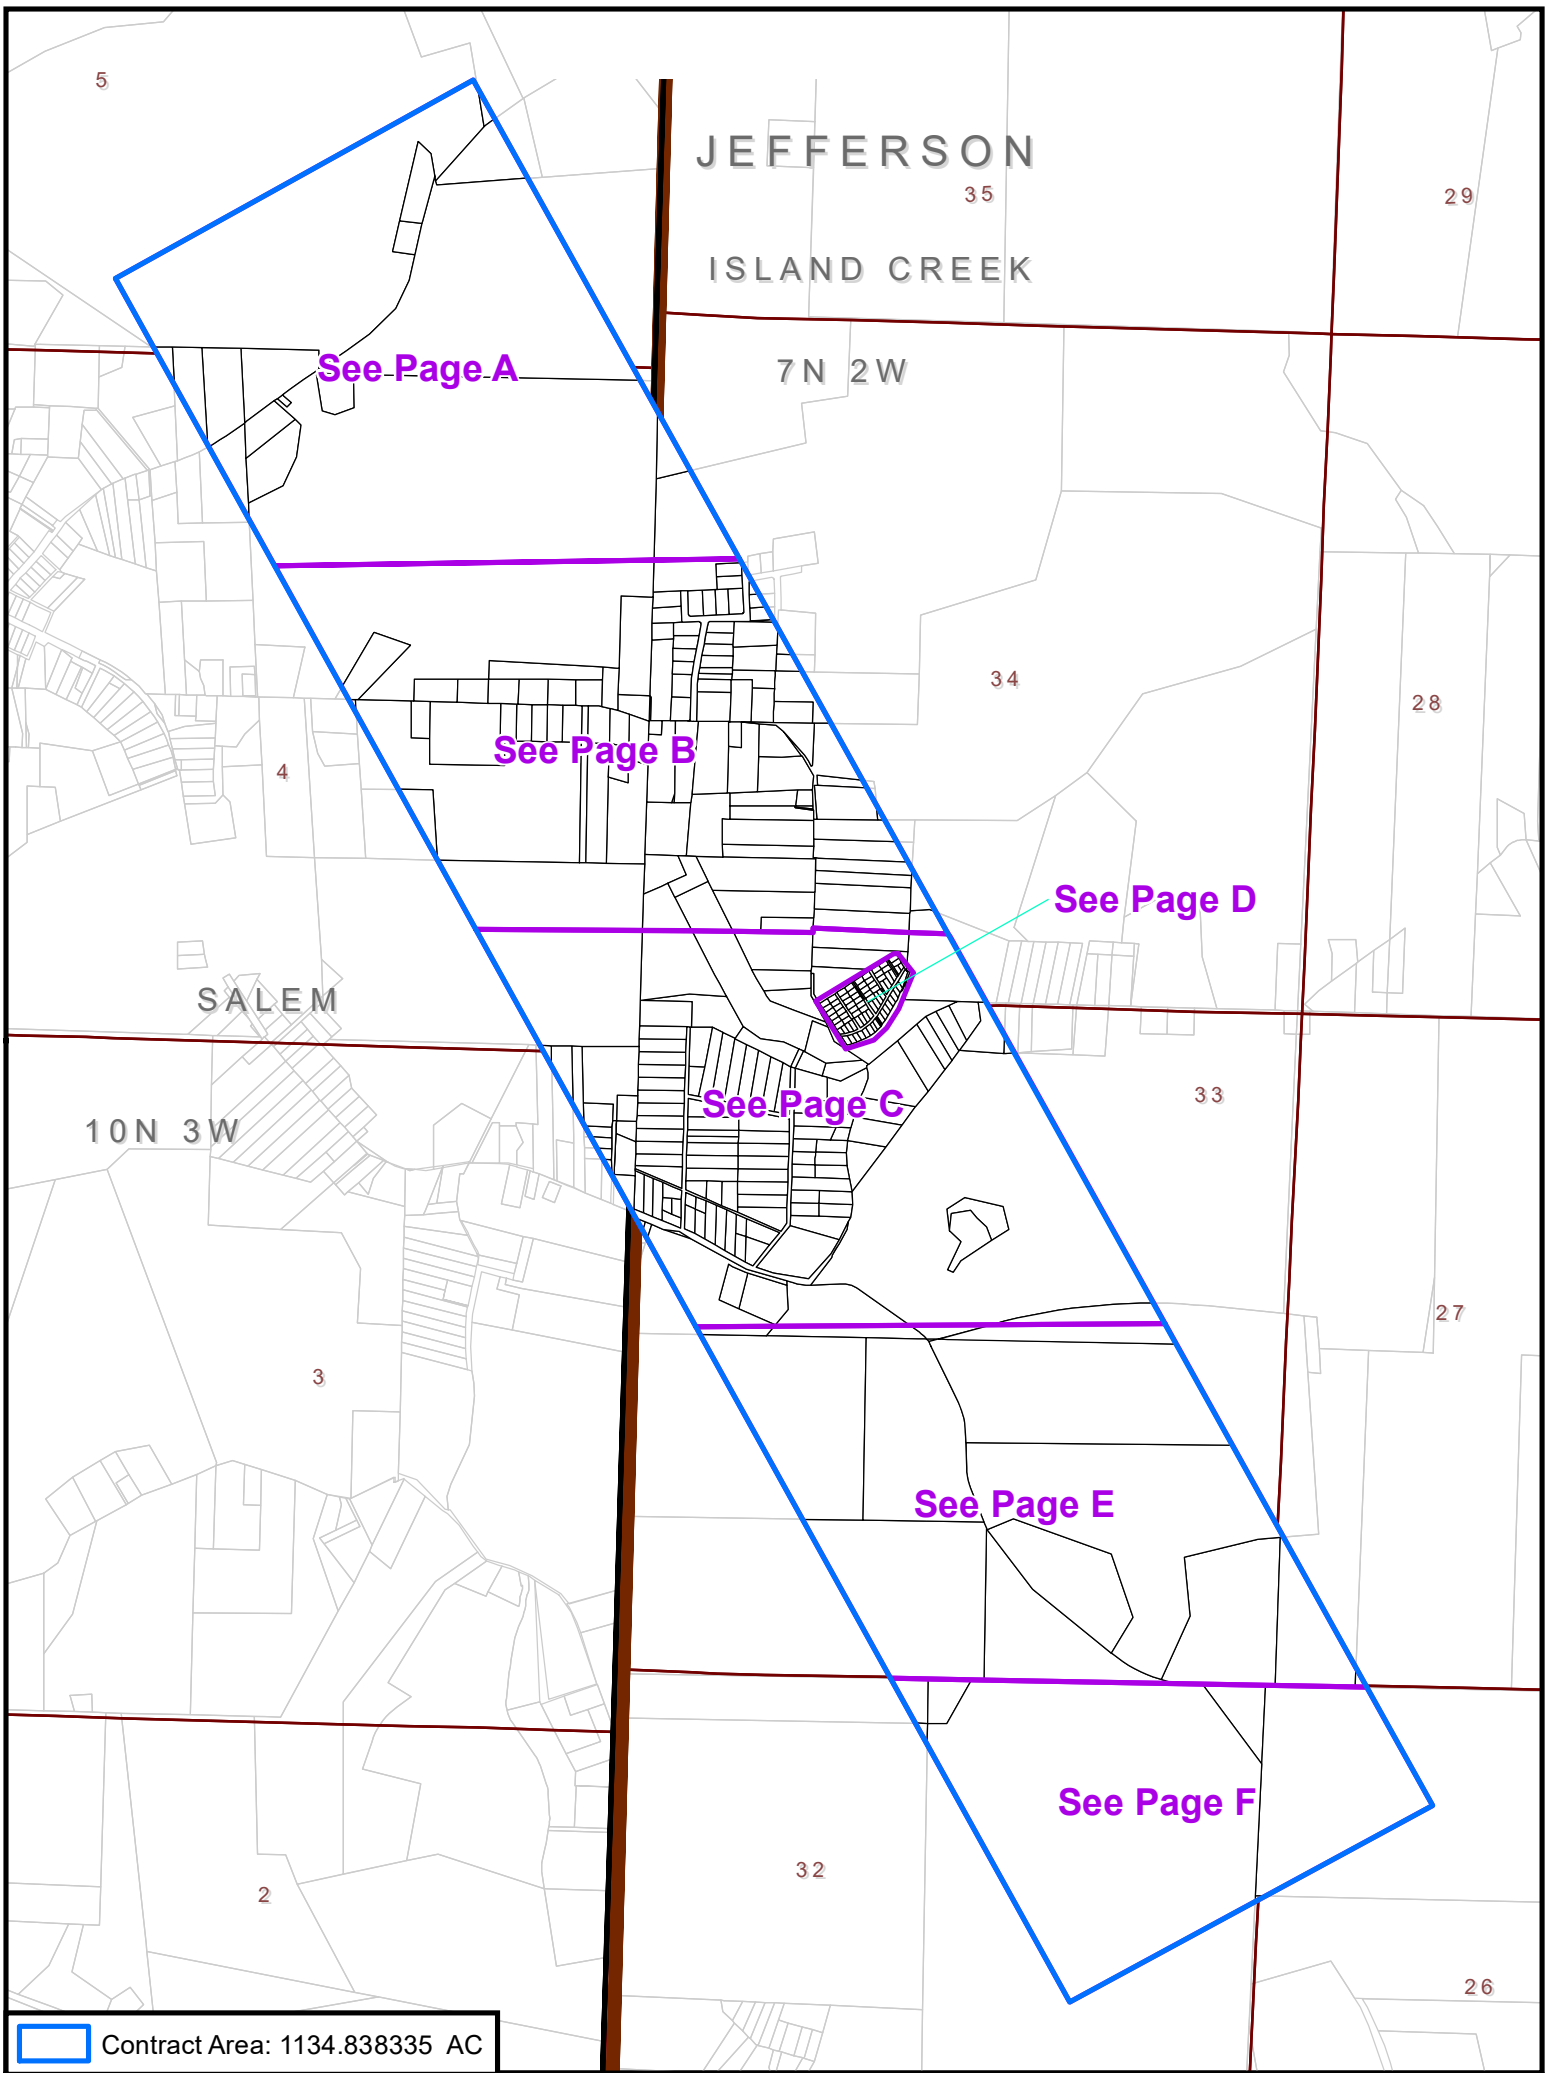 5
JEFFERSON
35
29
ISLAND CREEK
See Page A
7N 2W
34
28
See Page B
4
See Page D
SALEM
33
See Page C
10N 3W
27
3
See Page E
See Page F
32
2
26
Contract Area: 1134.838335 AC